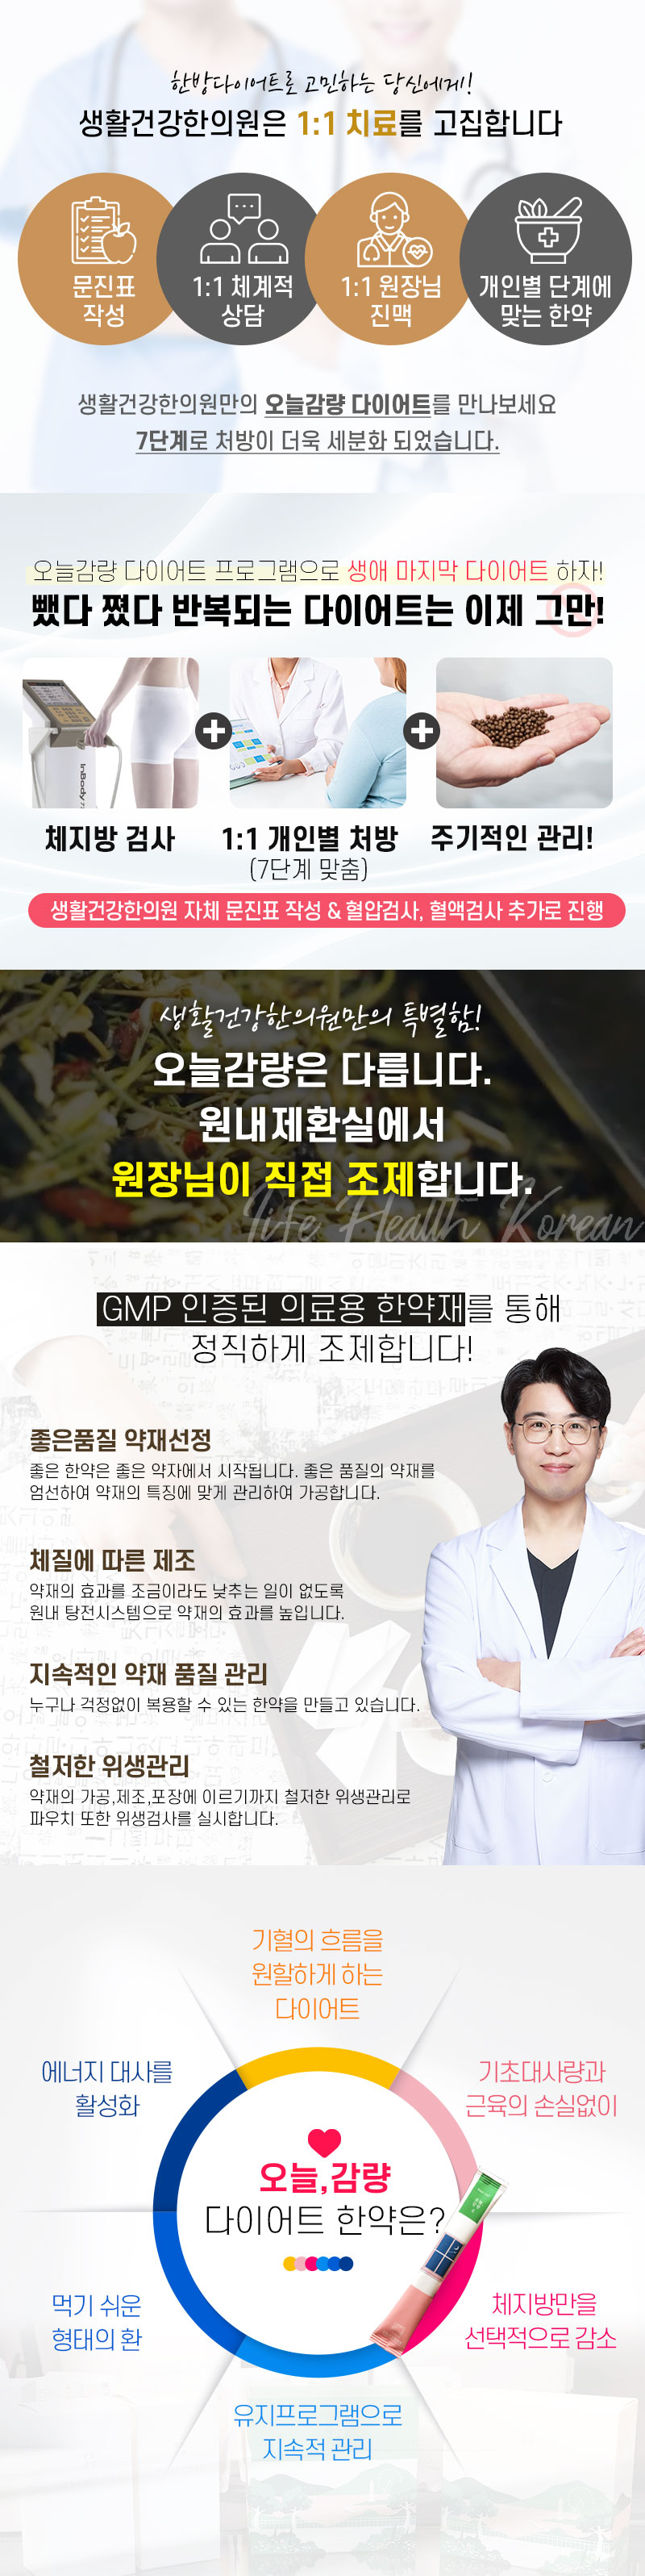 한방다이어트로 고민하는 당신에게!
생활건강한의원은 1:1 치료를 고집합니다
문진표
작성
1:1 체계적
상담
1:1 원장님
진맥
개인별 단계에
맞는 한약
생활건강한의원만의 오늘감량 다이어트를 만나보세요
7단계로 처방이 더욱 세분화 되었습니다.
오늘감량 다이어트 프로그램으로 생애 마지막 다이어트 하자!
뺐다 쪘다 반복되는 다이어트는 이제 그만!
InBody
체지방 검사
1:1 개인별 처방
(7단계 맞춤)
주기적인 관리!
생활건강한의원 자체 문진표 작성 & 혈압검사, 혈액검사 추가로 진행
생활건강한의원만의 특별함!
오늘감량은 다릅니다.
원내제환실에서
원장님이 직접 조제합니다.
life Health Korean
GMP 인증된 의료용 한약재를 통해
정직하게 조제합니다!
좋은품질 약재선정
좋은 한약은 좋은 약자에서 시작됩니다. 좋은 품질의 약재를
엄선하여 약재의 특징에 맞게 관리하여 가공합니다.
체질에 따른 제조
약재의 효과를 조금이라도 낮추는 일이 없도록
원내 탕전시스템으로 약재의 효과를 높입니다.
지속적인 약재 품질 관리
누구나 걱정없이 복용할 수 있는 한약을 만들고 있습니다.
철저한 위생관리
약재의 가공,제조,포장에 이르기까지 철저한 위생관리로
파우치 또한 위생검사를 실시합니다.
기혈의 흐름을
원할하게 하는
다이어트
에너지 대사를
활성화
기초대사량과
근육의 손실없이
오늘,감량
다이어트 한약은?
먹기 쉬운
형태의 환
체지방만을
선택적으로 감소
유지프로그램으로
지속적 관리